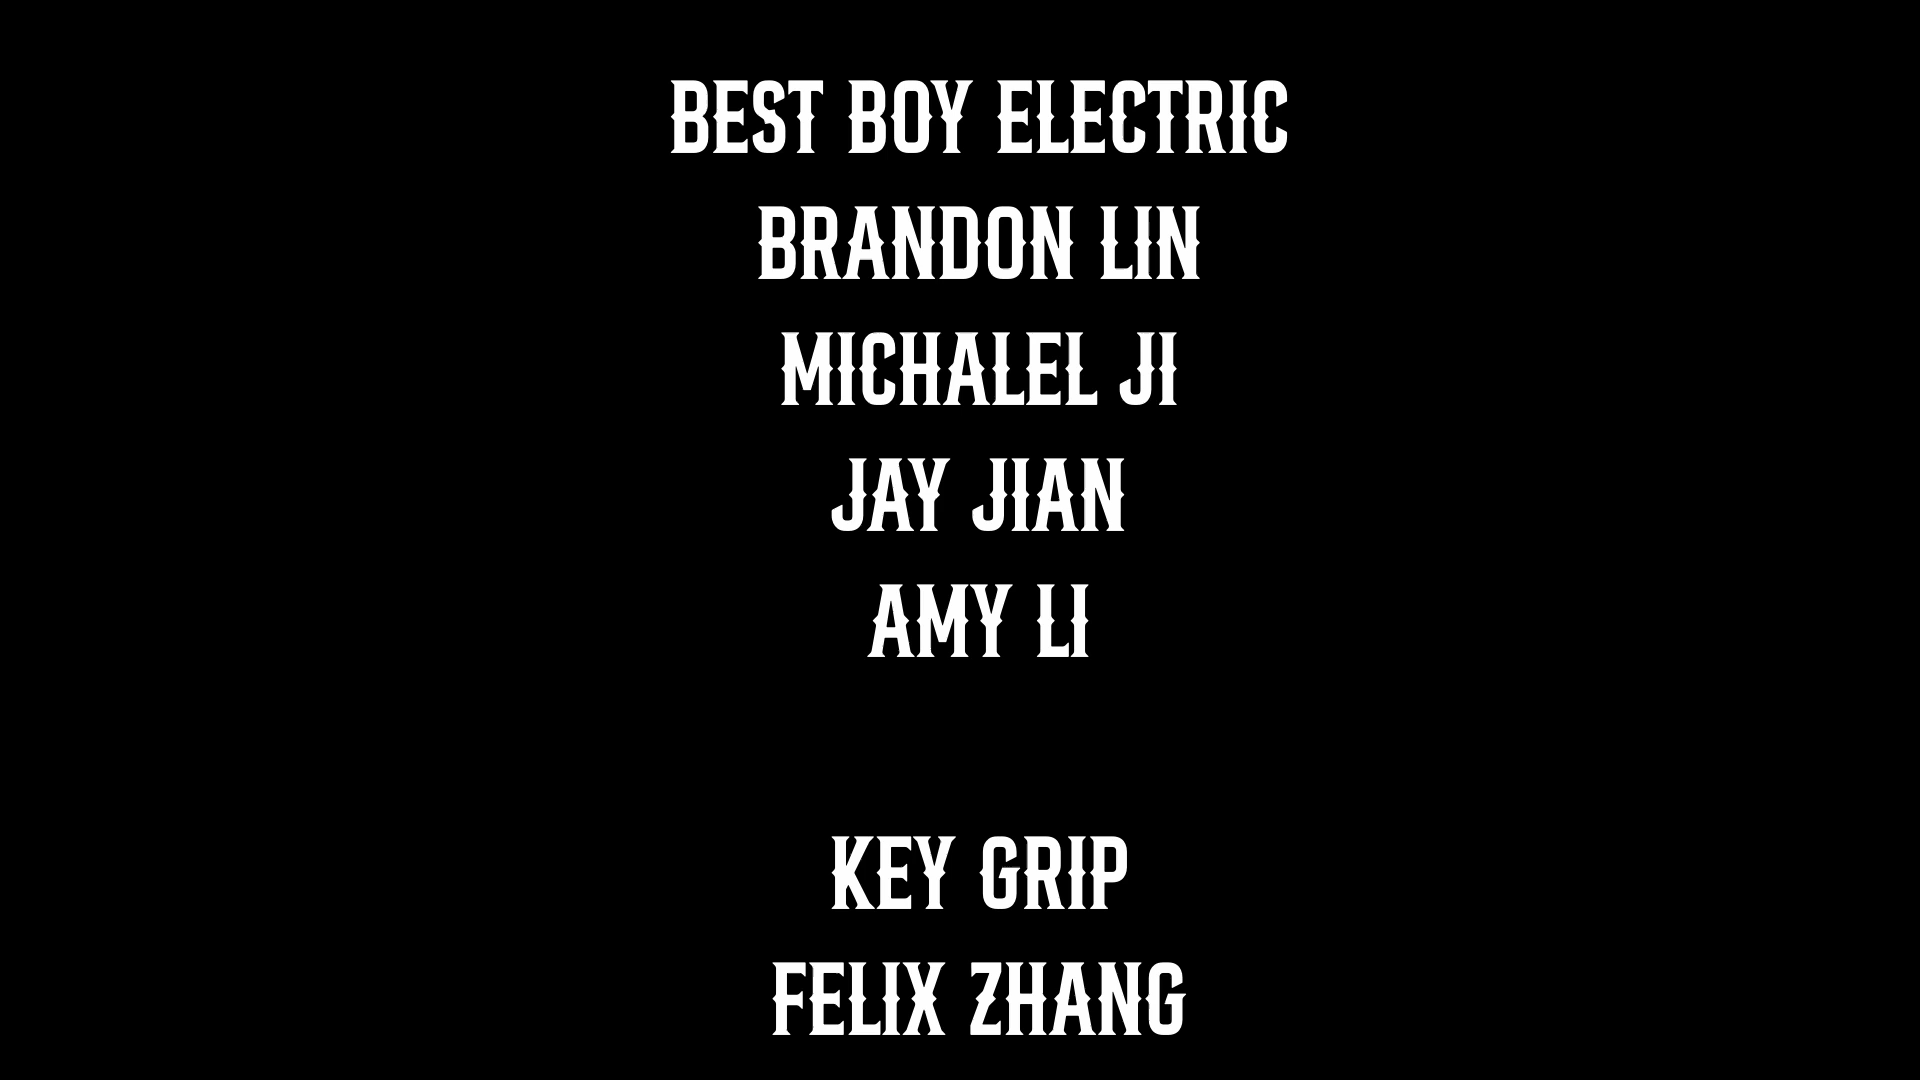 BEST BOY ELECTRIC
BRANDON LIN
MICHALEL JI
JAY JIAN
AMY LI
KEY GRIP
FELIX ZHANG